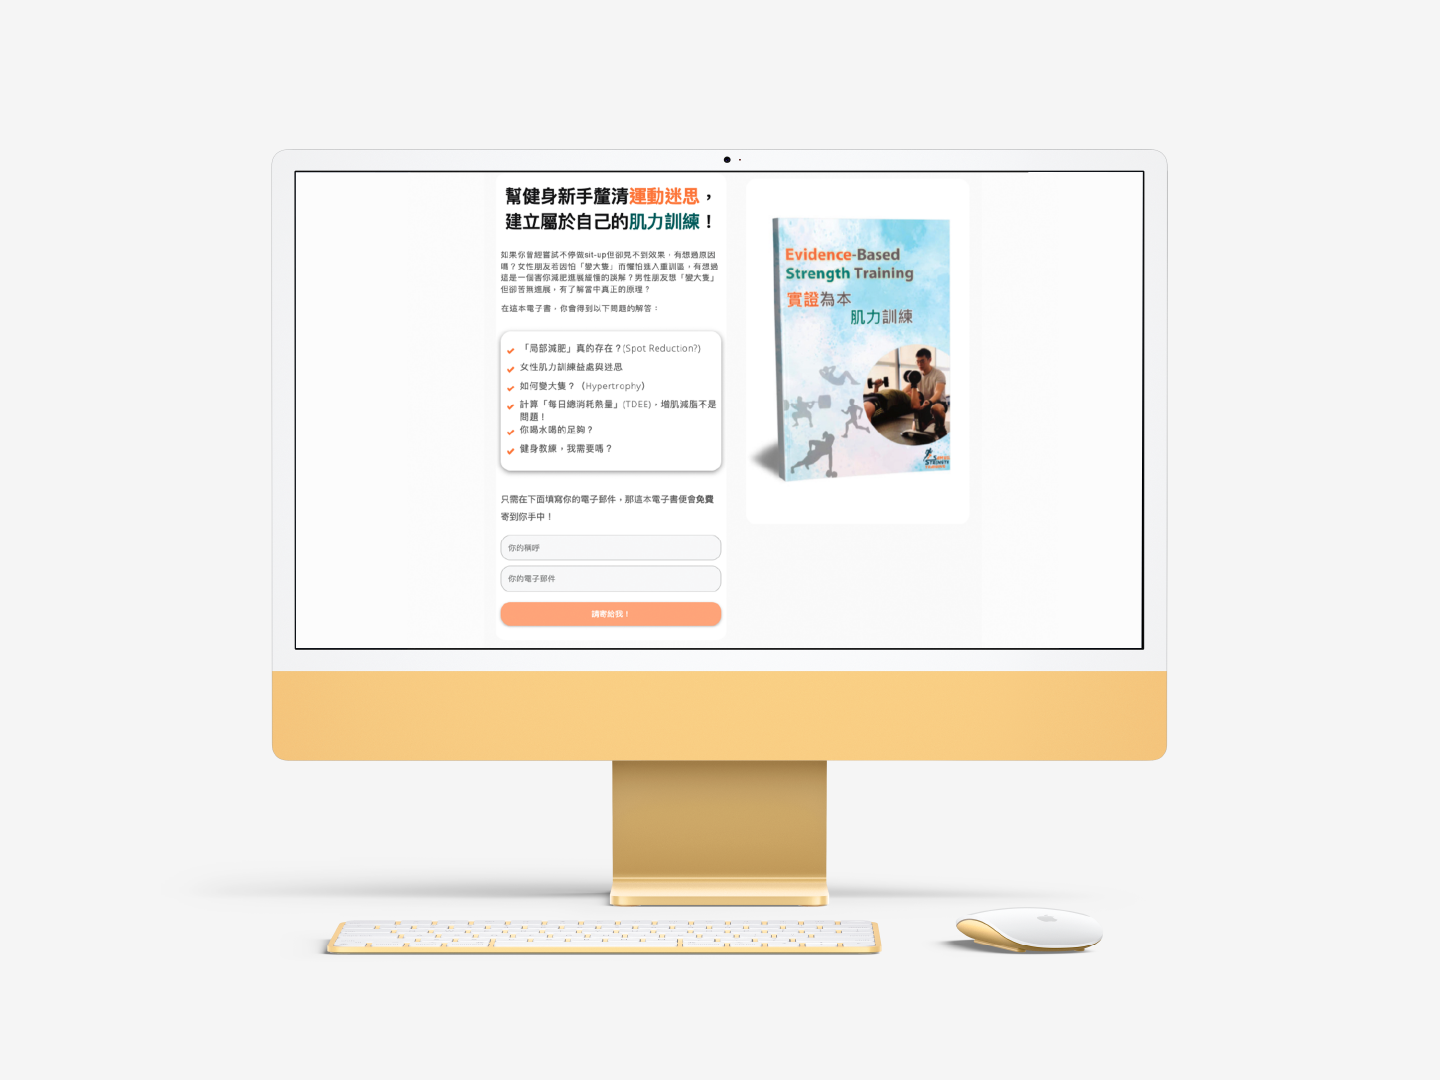 幫健身新手釐清運動迷思，
建立屬於自己的肌力訓練！
如果你曾經嘗試不停做sit-up但卻見不到效果，有想過原因
嗎？女性朋友若因怕「變大隻」而懼怕進入重訓區，有想過
這是一個害你減肥進展緩慢的誤解？男性朋友想「變大隻」
但卻苦無進展，有了解當中真正的原理？
在這本電子書，你會得到以下問題的解答：
「局部減肥」真的存在？(Spot Reduction?)
女性肌力訓練益處與迷思
如何變大隻？（Hypertrophy）
計算「每日總消耗熱量」(TDEE)，增肌減脂不是
問題！
你喝水喝的足夠？
健身教練，我需要嗎？
只需在下面填寫你的電子郵件，那這本電子書便會免費
寄到你手中！
你的稱呼
你的電子郵件
請寄給我！
Evidence-Based
Strength Training
實證為本
肌力訓練